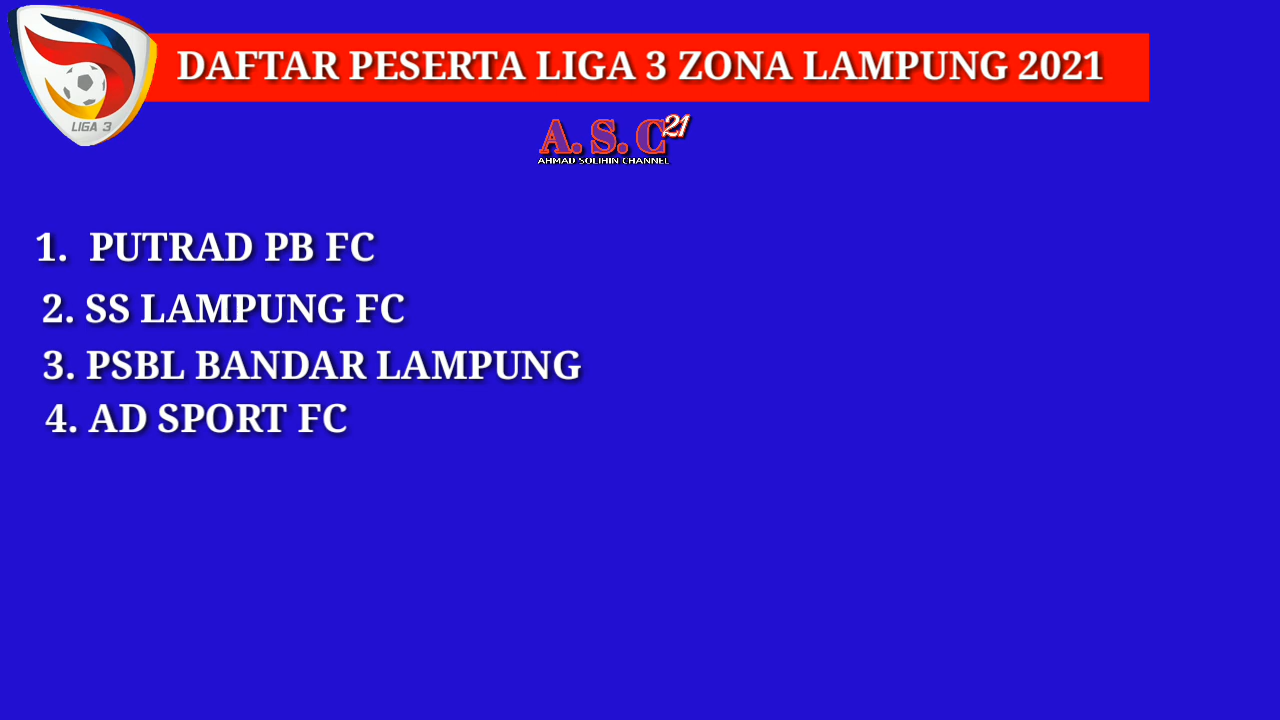 LIGA 3
DAFTAR PESERTA LIGA 3 ZONA LAMPUNG 2021
A. S. C 21
AHMAD SOLIHIN CHANNEL
1. PUTRAD PB FC
2. SS LAMPUNG FC
3. PSBL BANDAR LAMPUNG
4. AD SPORT FC